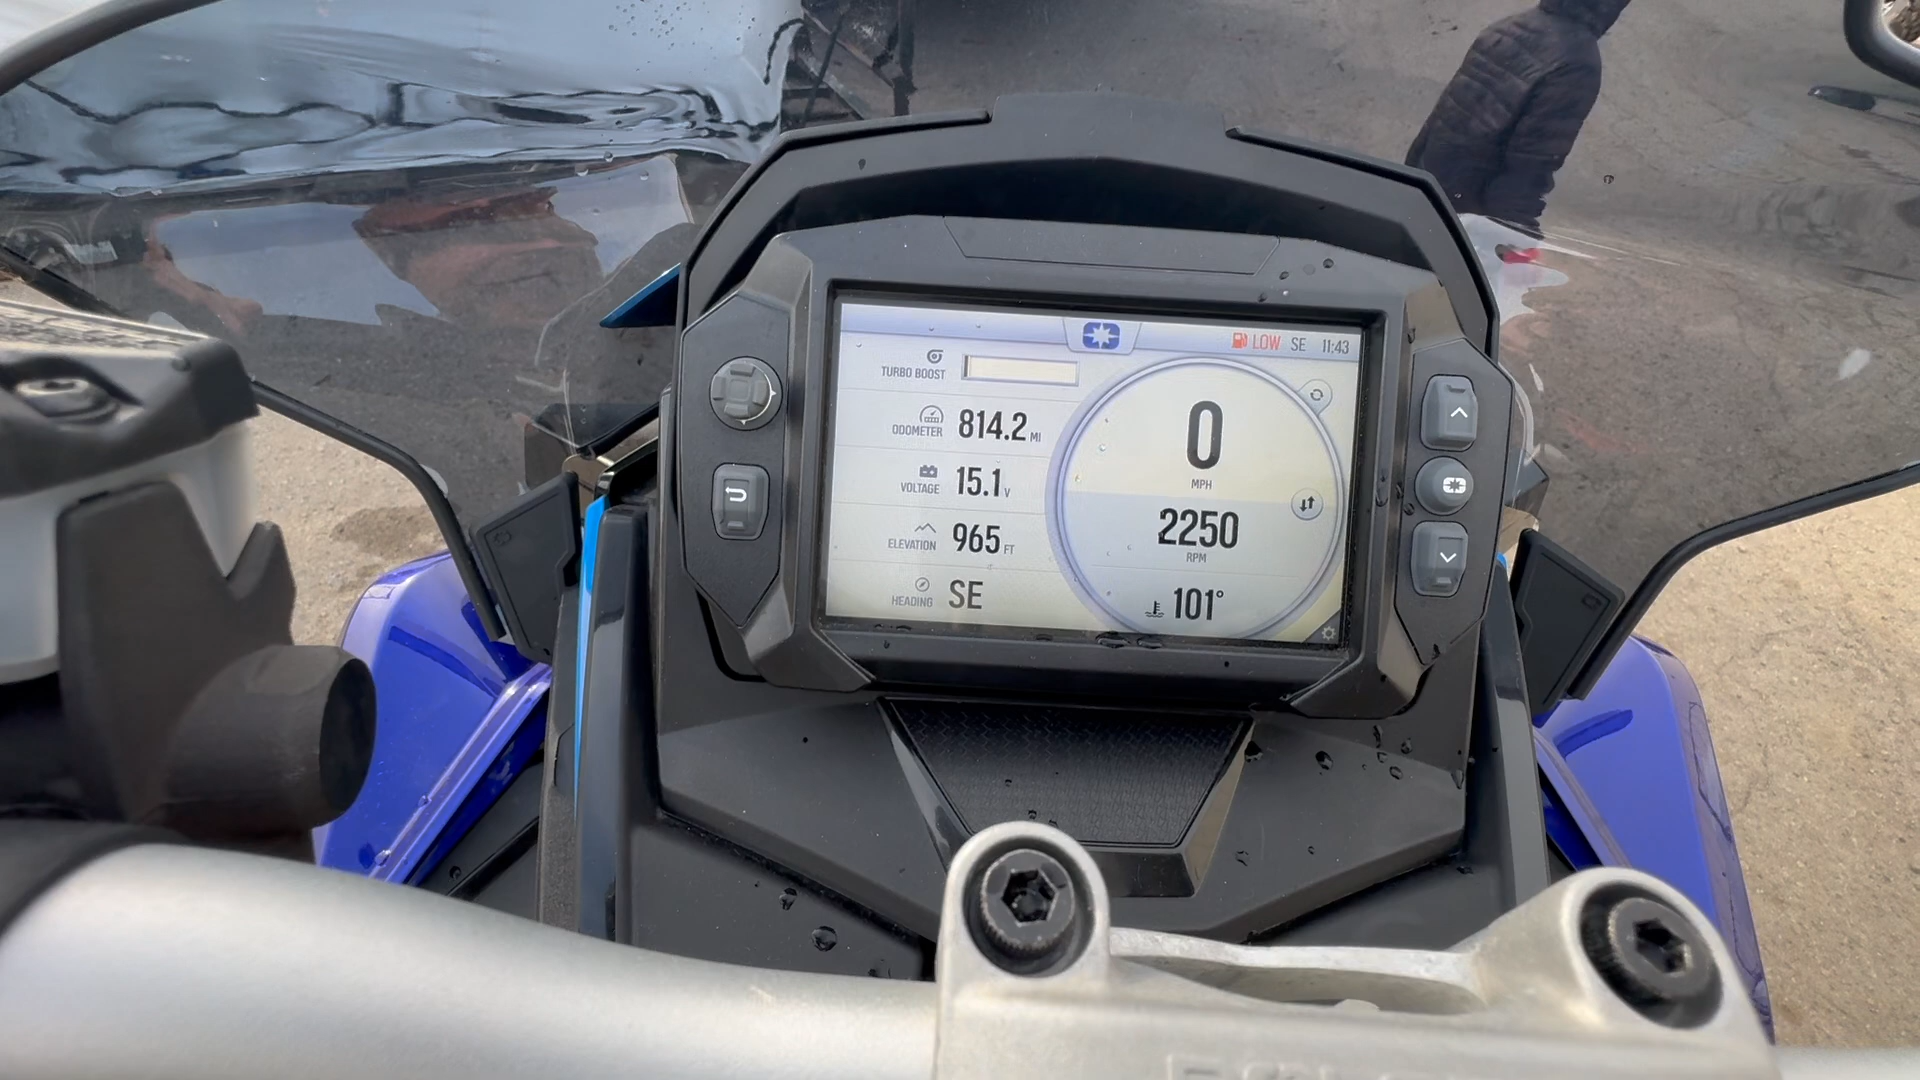 LOW SE 11:43
TURBO BOOST
ODOMETER 814.2 MI
VOLTAGE 15.1 V
ELEVATION 965 FT
HEADING SE
0
MPH
2250
RPM
101°